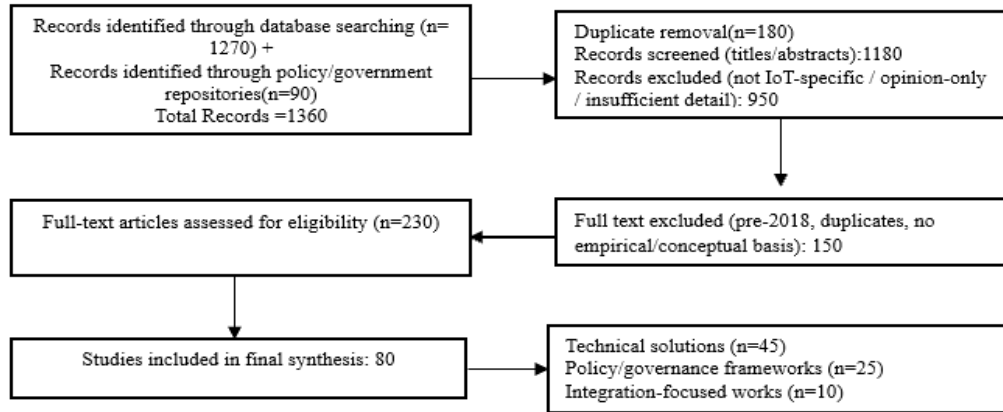 Records identified through database searching (n=
1270) +
Records identified through policy/government
repositories(n=90)
Total Records =1360
Duplicate removal(n=180)
Records screened (titles/abstracts):1180
Records excluded (not IoT-specific / opinion-only
/ insufficient detail): 950
Full text excluded (pre-2018, duplicates, no
empirical/conceptual basis): 150
Full-text articles assessed for eligibility (n=230)
Studies included in final synthesis: 80
Technical solutions (n=45)
Policy/governance frameworks (n=25)
Integration-focused works (n=10)